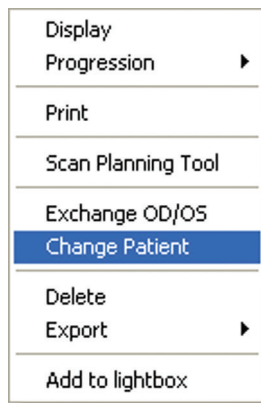 Display
Progression
Print
Scan Planning Tool
Exchange OD/OS
Change Patient
Delete
Export
Add to lightbox